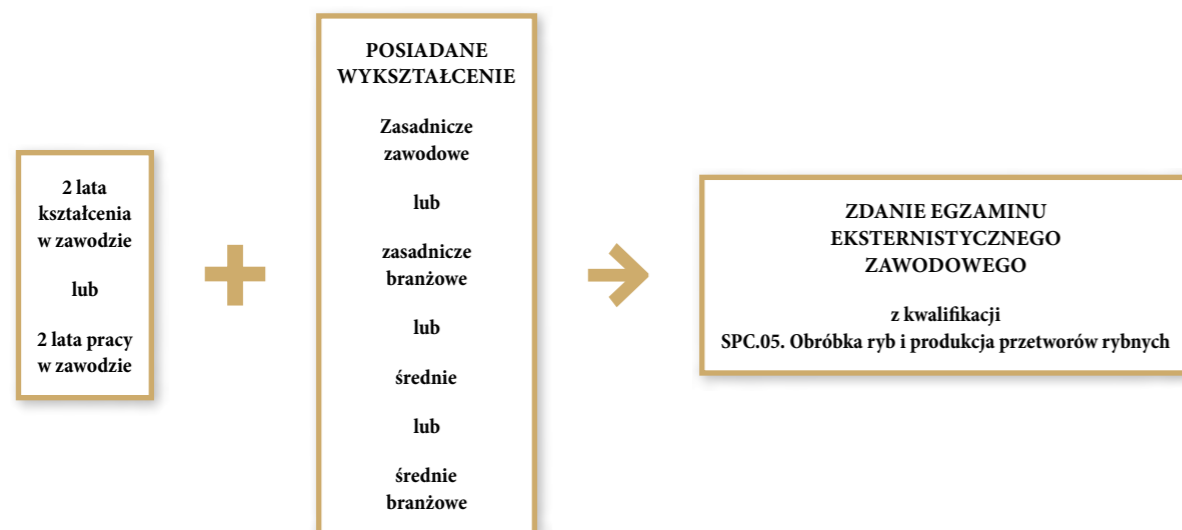 2 lata
kształcenia
w zawodzie
lub
2 lata pracy
w zawodzie
POSIADANE
WYKSZTAŁCENIE
Zasadnicze
zawodowe
lub
zasadnicze
branżowe
lub
średnie
lub
średnie
branżowe
ZDANIE EGZAMINU
EKSTERNISTYCZNEGO
ZAWODOWEGO
z kwalifikacji
SPC.05. Obróbka ryb i produkcja przetworów rybnych